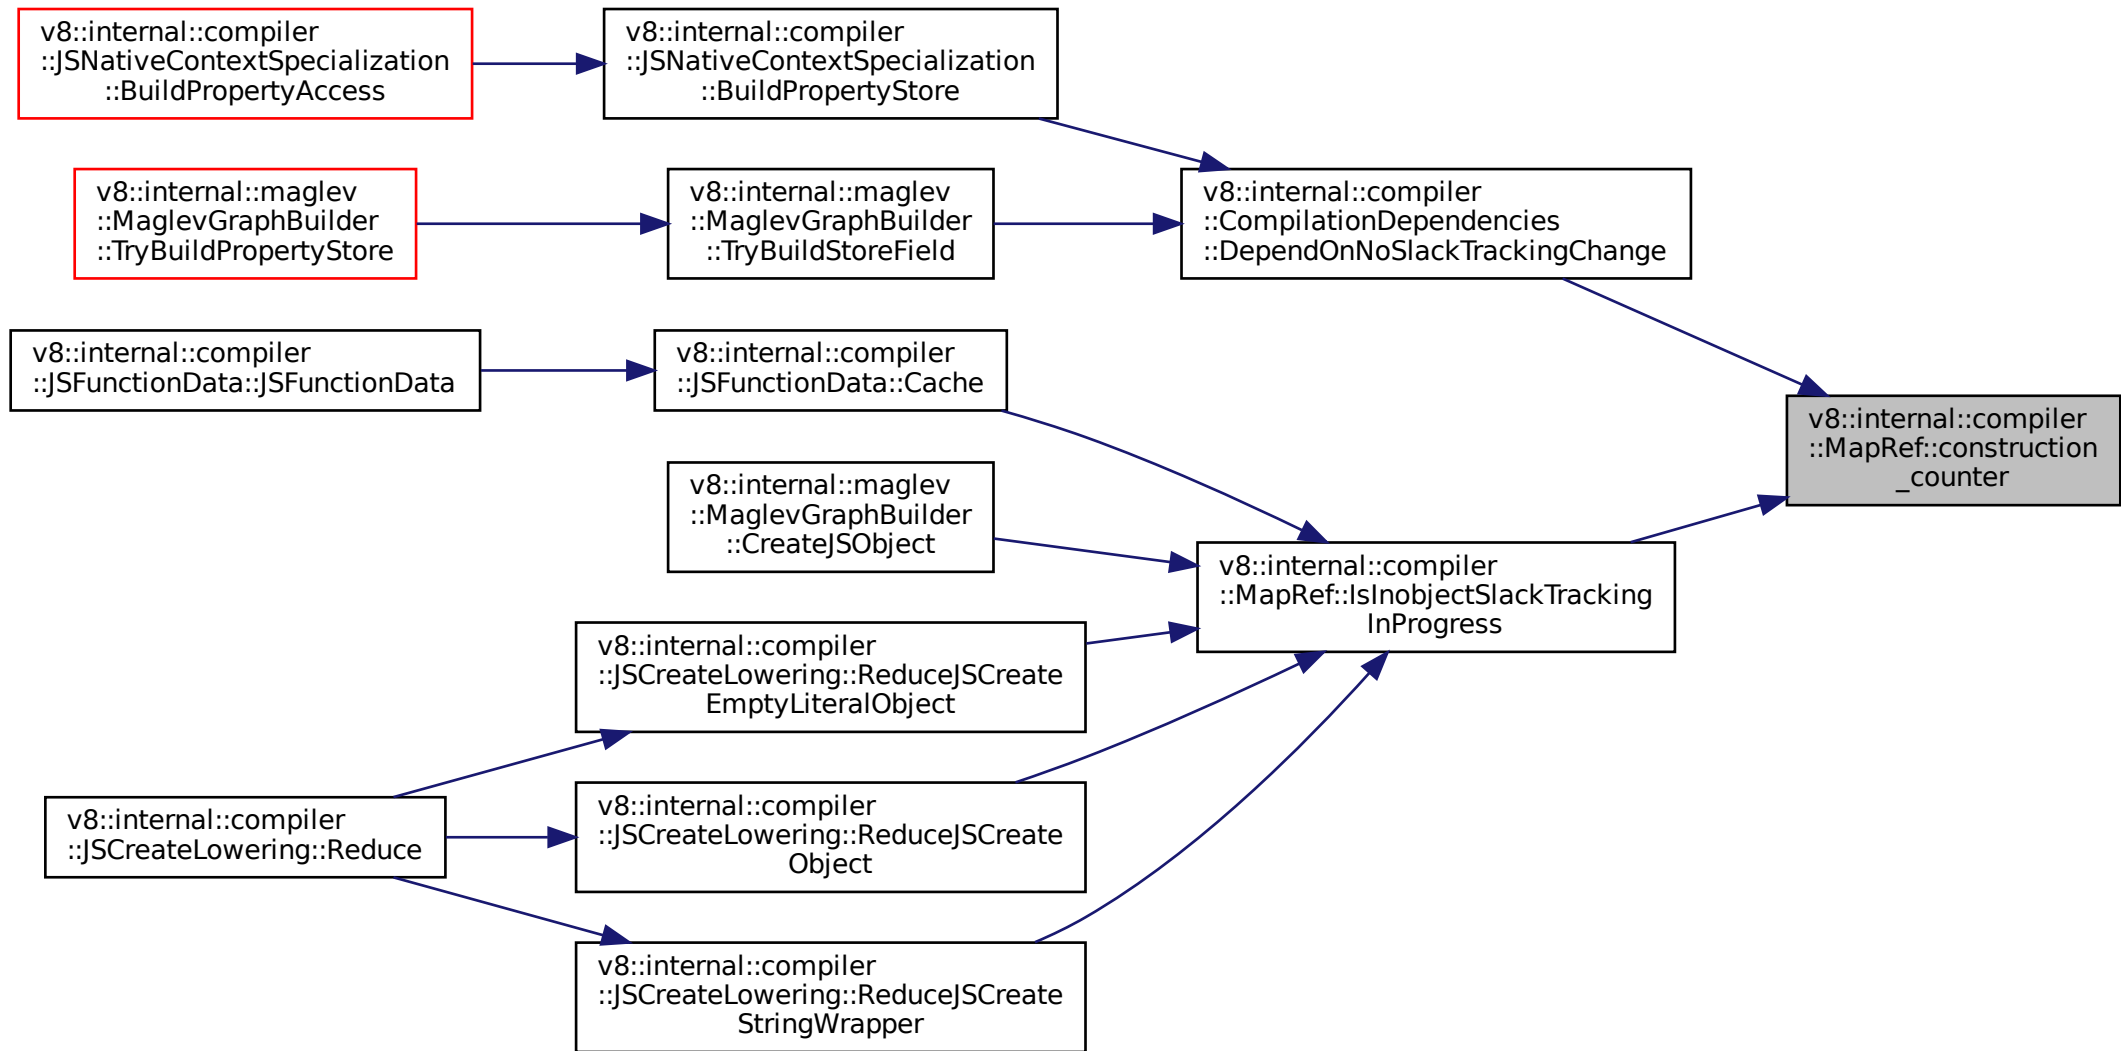 v8::internal::compiler
::JSNativeContextSpecialization
::BuildPropertyAccess
v8::internal::compiler
::JSNativeContextSpecialization
::BuildPropertyStore
v8::internal::maglev
::MaglevGraphBuilder
::TryBuildPropertyStore
v8::internal::maglev
::MaglevGraphBuilder
::TryBuildStoreField
v8::internal::compiler
::CompilationDependencies
::DependOnNoSlackTrackingChange
v8::internal::compiler
::JSFunctionData::JSFunctionData
v8::internal::compiler
::JSFunctionData::Cache
v8::internal::compiler
::MapRef::construction
_counter
v8::internal::maglev
::MaglevGraphBuilder
::CreateJSObject
v8::internal::compiler
::MapRef::IsInobjectSlackTracking
InProgress
v8::internal::compiler
::JSCreateLowering::ReduceJSCreate
EmptyLiteralObject
v8::internal::compiler
::JSCreateLowering::Reduce
v8::internal::compiler
::JSCreateLowering::ReduceJSCreate
Object
v8::internal::compiler
::JSCreateLowering::ReduceJSCreate
StringWrapper